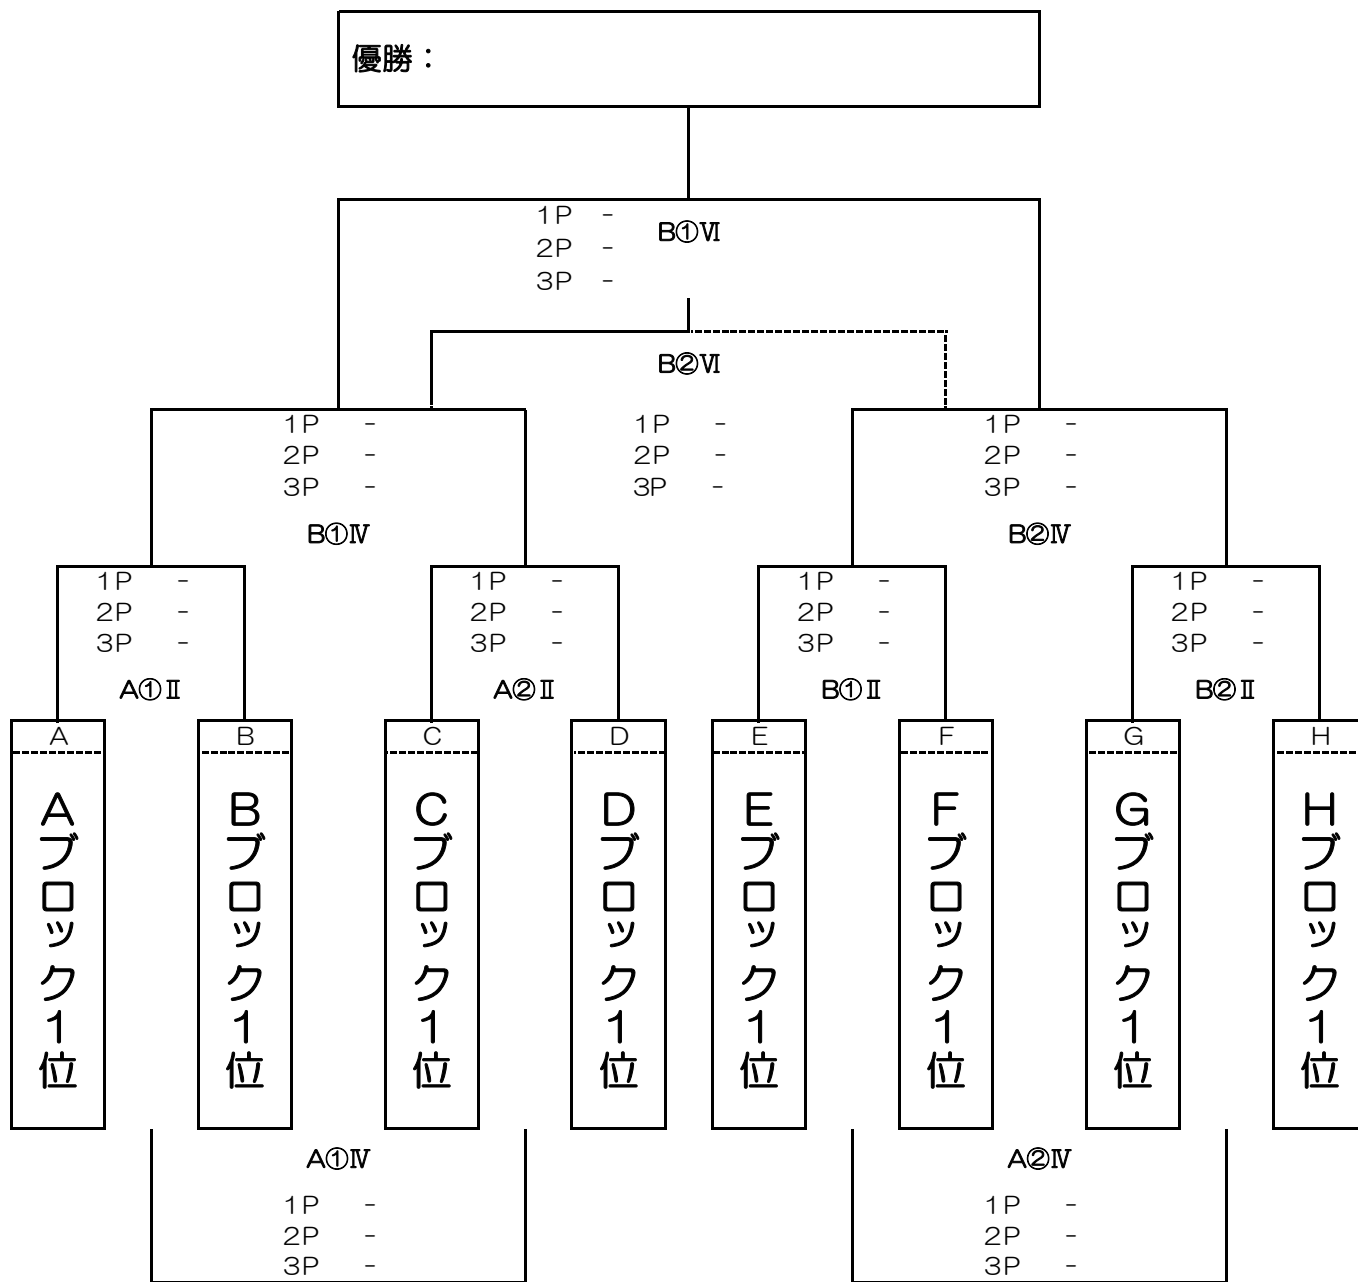 優勝：
1P -
B①Ⅵ
2P -
3P -
B②Ⅵ
1P - 1P - 1P -
2P - 2P - 2P -
3P - 3P - 3P -
B①Ⅳ B②Ⅳ
1P - 1P - 1P - 1P -
2P - 2P - 2P - 2P -
3P - 3P - 3P - 3P -
A①Ⅱ A②Ⅱ B①Ⅱ B②Ⅱ
A B C D E F G H
Aブロック1位
Bブロック1位
Cブロック1位
Dブロック1位
Eブロック1位
Fブロック1位
Gブロック1位
Hブロック1位
A①Ⅳ A②Ⅳ
1P - 1P -
2P - 2P -
3P - 3P -